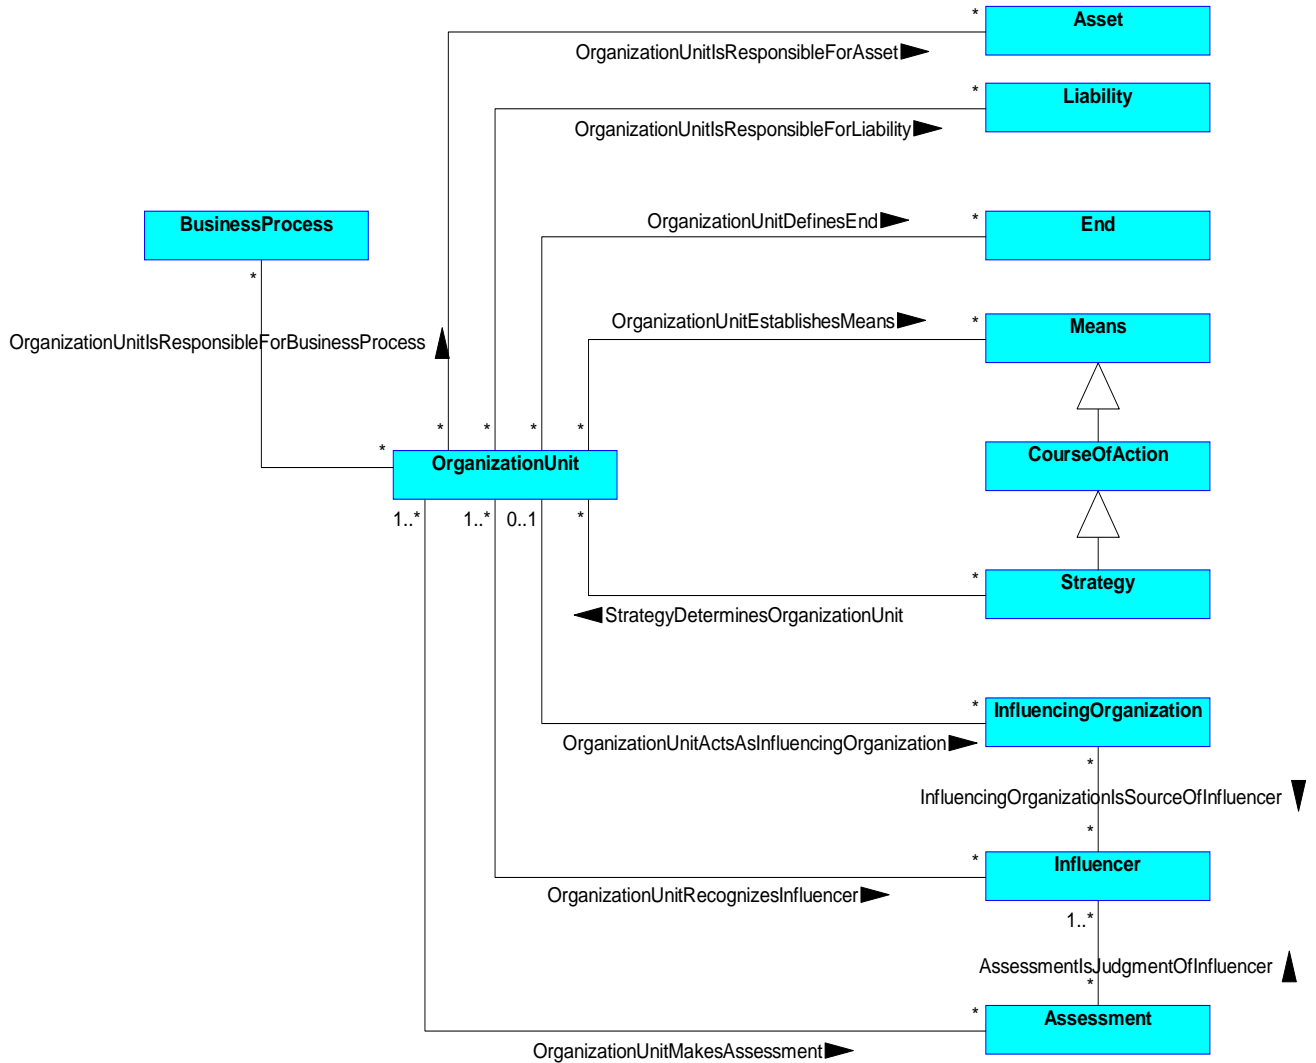 *
Asset
OrganizationUnitIsResponsibleForAsset
*
Liability
OrganizationUnitIsResponsibleForLiability
BusinessProcess
*
OrganizationUnitDefinesEnd
*
End
OrganizationUnitIsResponsibleForBusinessProcess
OrganizationUnitEstablishesMeans
*
Means
*
*
*
*
*
OrganizationUnit
CourseOfAction
1..*
1..*
0..1
*
*
Strategy
StrategyDeterminesOrganizationUnit
*
InfluencingOrganization
OrganizationUnitActsAsInfluencingOrganization
*
InfluencingOrganizationIsSourceOfInfluencer
*
*
Influencer
OrganizationUnitRecognizesInfluencer
1..*
AssessmentIsJudgmentOfInfluencer
*
*
Assessment
OrganizationUnitMakesAssessment